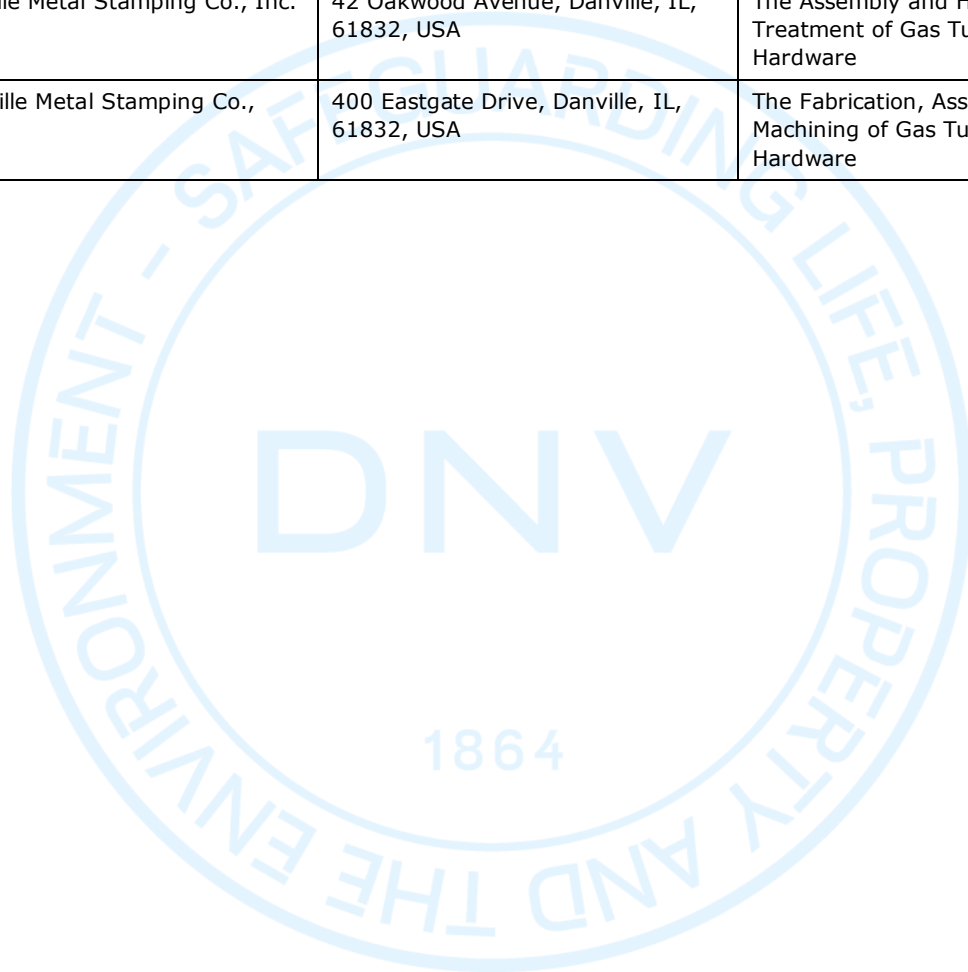 lle Metal Stamping Co., Inc.
42 Oakwood Avenue, Danville, IL,
61832, USA
The Assembly and H
Treatment of Gas Tu
Hardware
ille Metal Stamping Co.,
400 Eastgate Drive, Danville, IL,
61832, USA
The Fabrication, Ass
Machining of Gas Tu
Hardware
SAFEGUARDING LIFE, PROPERTY AND THE ENVIRONMENT -
DNV
1864